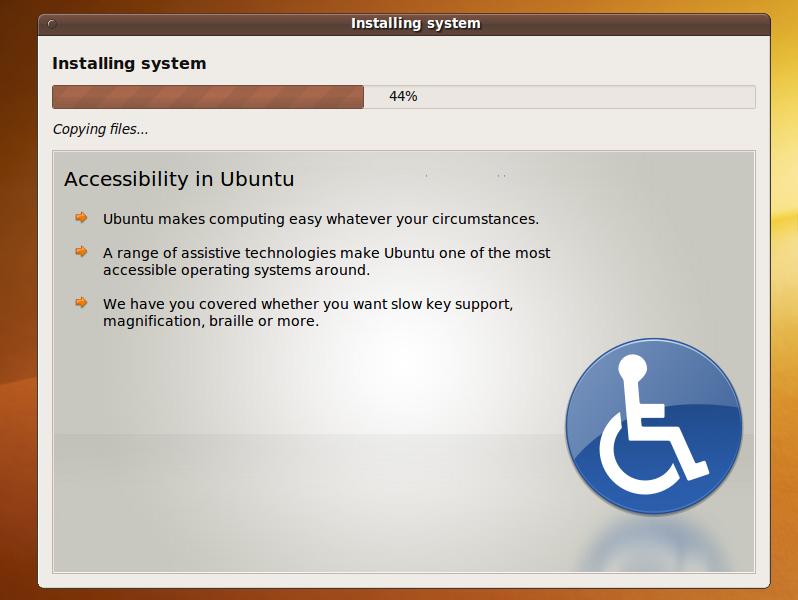 Installing system
Installing system
44%
Copying files...
Accessibility in Ubuntu
Ubuntu makes computing easy whatever your circumstances.
A range of assistive technologies make Ubuntu one of the most
accessible operating systems around.
We have you covered whether you want slow key support,
magnification, braille or more.